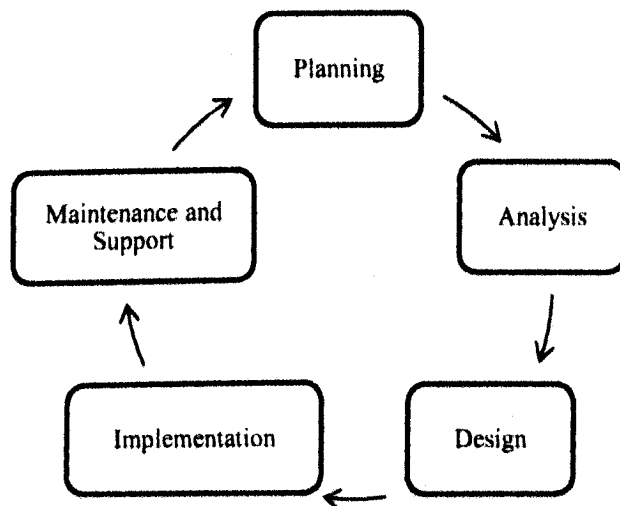 Planning
Analysis
Design
Implementation
Maintenance and
Support